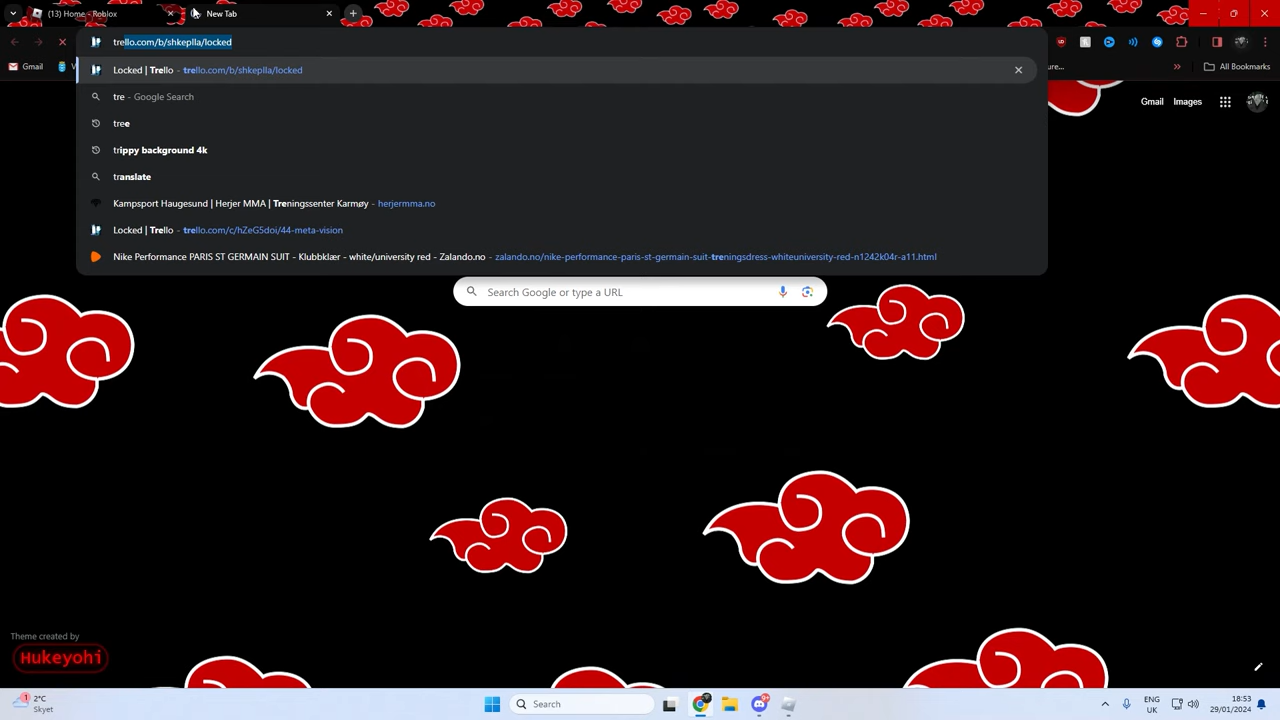 (13) Home - Roblox
New Tab
trello.com/b/shkeplla/locked
Locked | Trello - trello.com/b/shkeplla/locked
tre - Google Search
tree
trippy background 4k
translate
Kampsport Haugesund | Herjer MMA | Treningssenter Karmøy - herjermma.no
Locked | Trello - trello.com/c/hZeG5doi/44-meta-vision
Nike Performance PARIS ST GERMAIN SUIT - Klubbklær - white/university red - Zalando.no - zalando.no/nike-performance-paris-st-germain-suit-treningsdress-whiteuniversity-red-n1242k04r-a11.html
Gmail
ure...
All Bookmarks
Gmail Images
Search Google or type a URL
Theme created by
Hukeyohi
1
2°C
Skyet
Search
9+
ENG
UK
18:53
29/01/2024